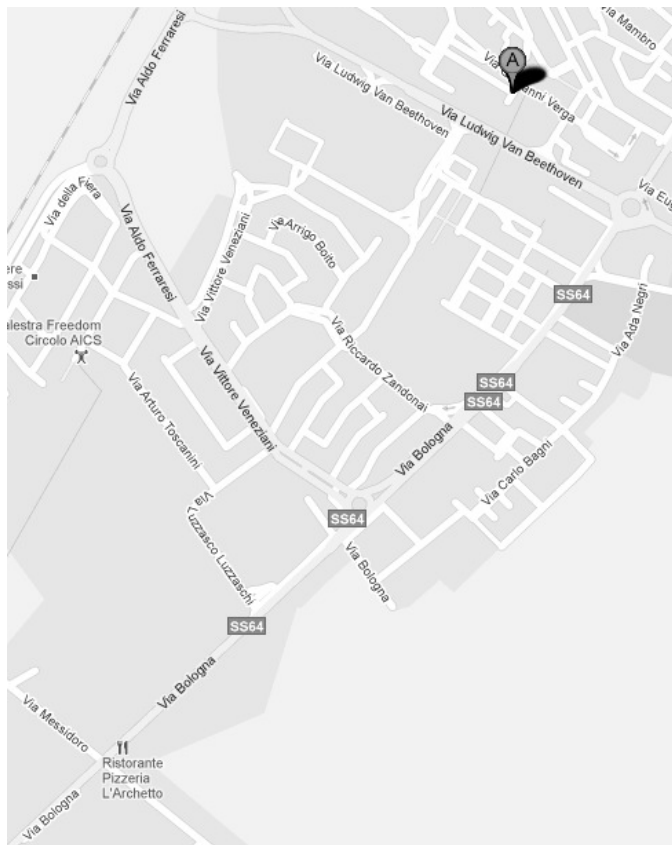 Via Mambro
A
Via Giovanni Verga
Via Aldo Ferraresi
Via Ludwig Van Beethoven
Via Ludwig Van Beethoven
Via della Fiera
Via Aldo Ferraresi
Via Vittore Veneziani
Via Arrigo Boito
ere
ssi
SS64
Via Ada Negri
alestra Freedom
Circolo AICS
Via Riccardo Zandonai
Via Vittore Veneziani
SS64
SS64
Via Arturo Toscanini
Via Bologna
Via Carlo Bagni
Via Luzzasco Luzzaschi
SS64
Via Bologna
SS64
Via Bologna
Via Messidoro
Ristorante
Pizzeria
L'Archetto
Via Bologna